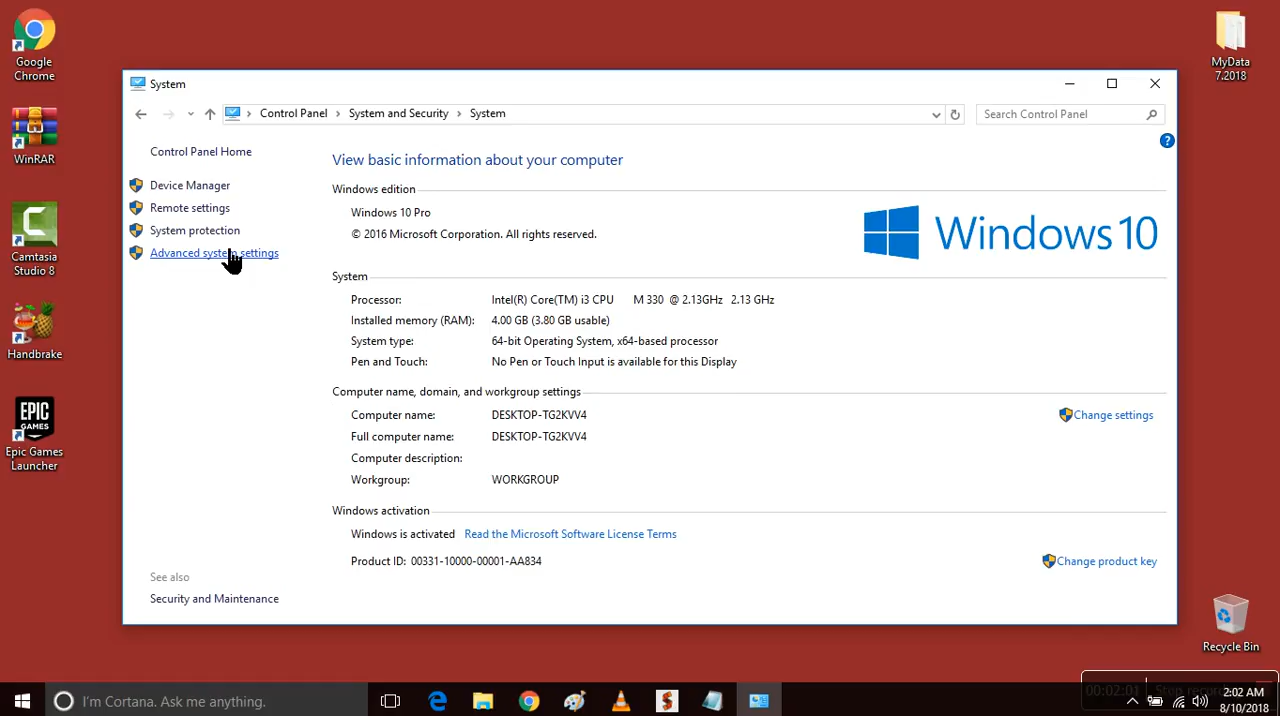 Google
Chrome
WinRAR
Camtasia
Studio 8
Handbrake
EPIC
GAMES
Epic Games
Launcher
MyData
7.2018
Recycle Bin
System
Control Panel › System and Security › System
Search Control Panel
Control Panel Home
Device Manager
Remote settings
System protection
Advanced system settings
See also
Security and Maintenance
View basic information about your computer
Windows edition
Windows 10 Pro
© 2016 Microsoft Corporation. All rights reserved.
Windows 10
System
Processor: Intel(R) Core(TM) i3 CPU M 330 @ 2.13GHz 2.13 GHz
Installed memory (RAM): 4.00 GB (3.80 GB usable)
System type: 64-bit Operating System, x64-based processor
Pen and Touch: No Pen or Touch Input is available for this Display
Computer name, domain, and workgroup settings
Computer name: DESKTOP-TG2KVV4
Change settings
Full computer name: DESKTOP-TG2KVV4
Computer description:
Workgroup: WORKGROUP
Windows activation
Windows is activated Read the Microsoft Software License Terms
Product ID: 00331-10000-00001-AA834
Change product key
I'm Cortana. Ask me anything.
00:02:01 Stop
2:02 AM
8/10/2018